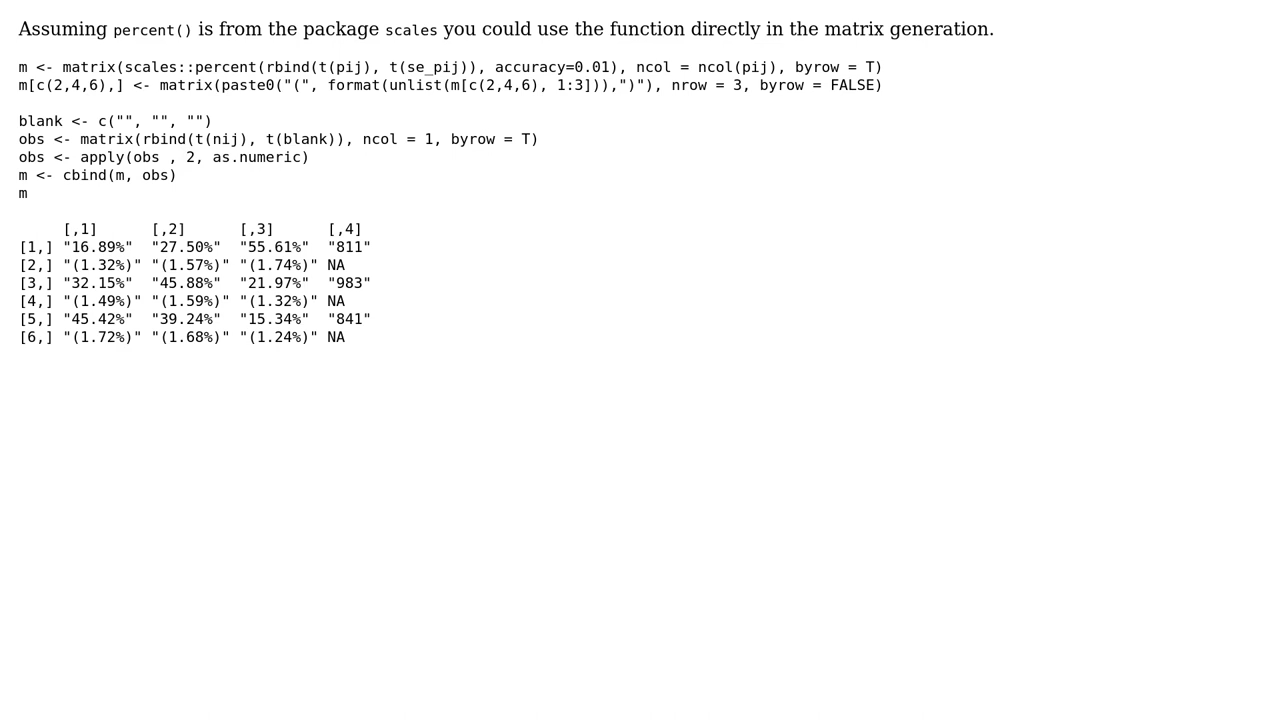 Assuming percent() is from the package scales you could use the function directly in the matrix generation.
m <- matrix(scales::percent(rbind(t(pij), t(se_pij)), accuracy=0.01), ncol = ncol(pij), byrow = T)
m[c(2,4,6),] <- matrix(paste0("(", format(unlist(m[c(2,4,6), 1:3])),")"), nrow = 3, byrow = FALSE)
blank <- c("", "", "")
obs <- matrix(rbind(t(nij), t(blank)), ncol = 1, byrow = T)
obs <- apply(obs , 2, as.numeric)
m <- cbind(m, obs)
m
     [,1]      [,2]      [,3]      [,4]
[1,] "16.89%"  "27.50%"  "55.61%"  "811"
[2,] "(1.32%)" "(1.57%)" "(1.74%)" NA
[3,] "32.15%"  "45.88%"  "21.97%"  "983"
[4,] "(1.49%)" "(1.59%)" "(1.32%)" NA
[5,] "45.42%"  "39.24%"  "15.34%"  "841"
[6,] "(1.72%)" "(1.68%)" "(1.24%)" NA